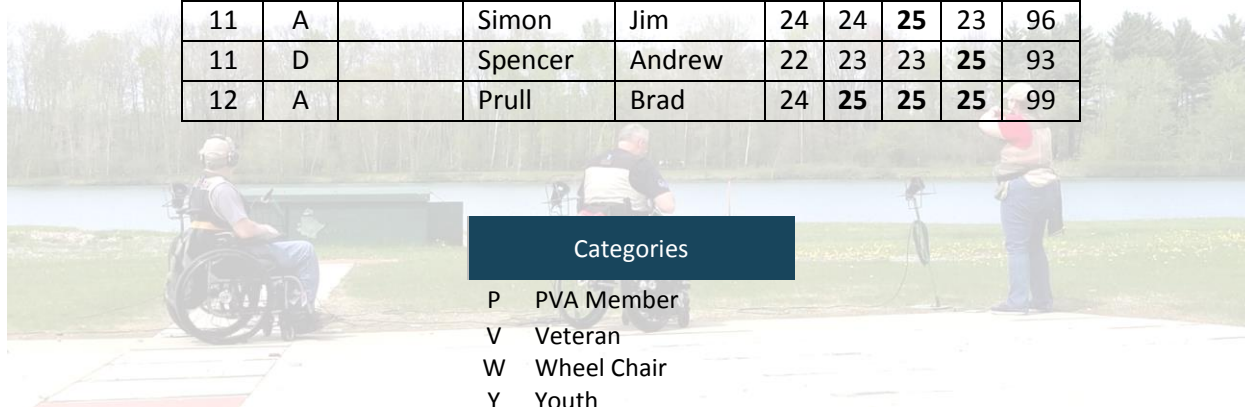 11 A Simon Jim 24 24 25 23 96
11 D Spencer Andrew 22 23 23 25 93
12 A Prull Brad 24 25 25 25 99
Categories
P PVA Member
V Veteran
W Wheel Chair
Y Youth